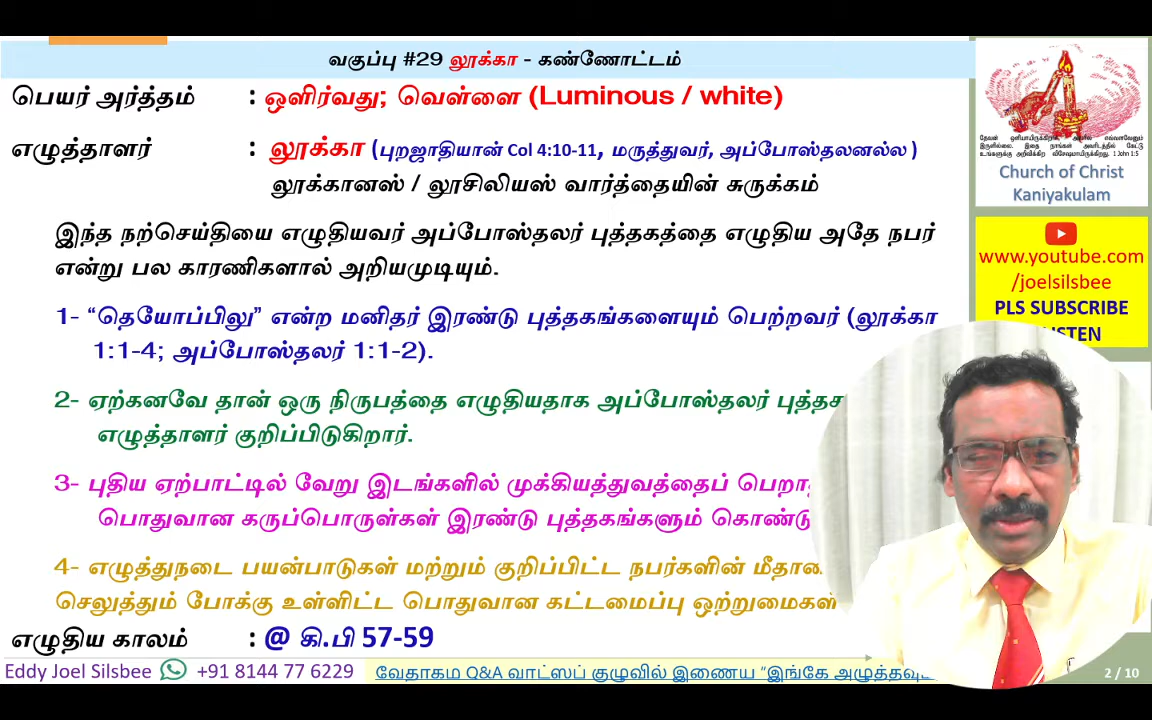 வகுப்பு #29 லூக்கா - கண்ணோட்டம்
பெயர் அர்த்தம் : ஒளிர்வது; வெள்ளை (Luminous / white)
எழுத்தாளர் : லூக்கா (புறஜாதியான் Col 4:10-11, மருத்துவர், அப்போஸ்தலனல்ல )
லூக்கானஸ் / லூசிலியஸ் வார்த்தையின் சுருக்கம்
இந்த நற்செய்தியை எழுதியவர் அப்போஸ்தலர் புத்தகத்தை எழுதிய அதே நபர்
என்று பல காரணிகளால் அறியமுடியும்.
1- “தெயோப்பிலு” என்ற மனிதர் இரண்டு புத்தகங்களையும் பெற்றவர் (லூக்கா
1:1-4; அப்போஸ்தலர் 1:1-2).
2- ஏற்கனவே தான் ஒரு நிருபத்தை எழுதியதாக அப்போஸ்தலர்
எழுத்தாளர் குறிப்பிடுகிறார்.
3- புதிய ஏற்பாட்டில் வேறு இடங்களில் முக்கியத்துவத்தைப்
பொதுவான கருப்பொருள்கள் இரண்டு புத்தகங்களும்
4- எழுத்துநடை பயன்பாடுகள் மற்றும் குறிப்பிட்ட நபர்களின்
செலுத்தும் போக்கு உள்ளிட்ட பொதுவான கட்டமைப்பு ஒற்றுமைகள்
எழுதிய காலம் : @ கி.பி 57-59
Eddy Joel Silsbee +91 8144 77 6229 வேதாகம Q&A வாட்ஸப் குழுவில் இணைய “இங்கே
2 / 10
1 John 1:5
Church of Christ
Kaniyakulam
www.youtube.com
/joelsilsbee
PLS SUBSCRIBE